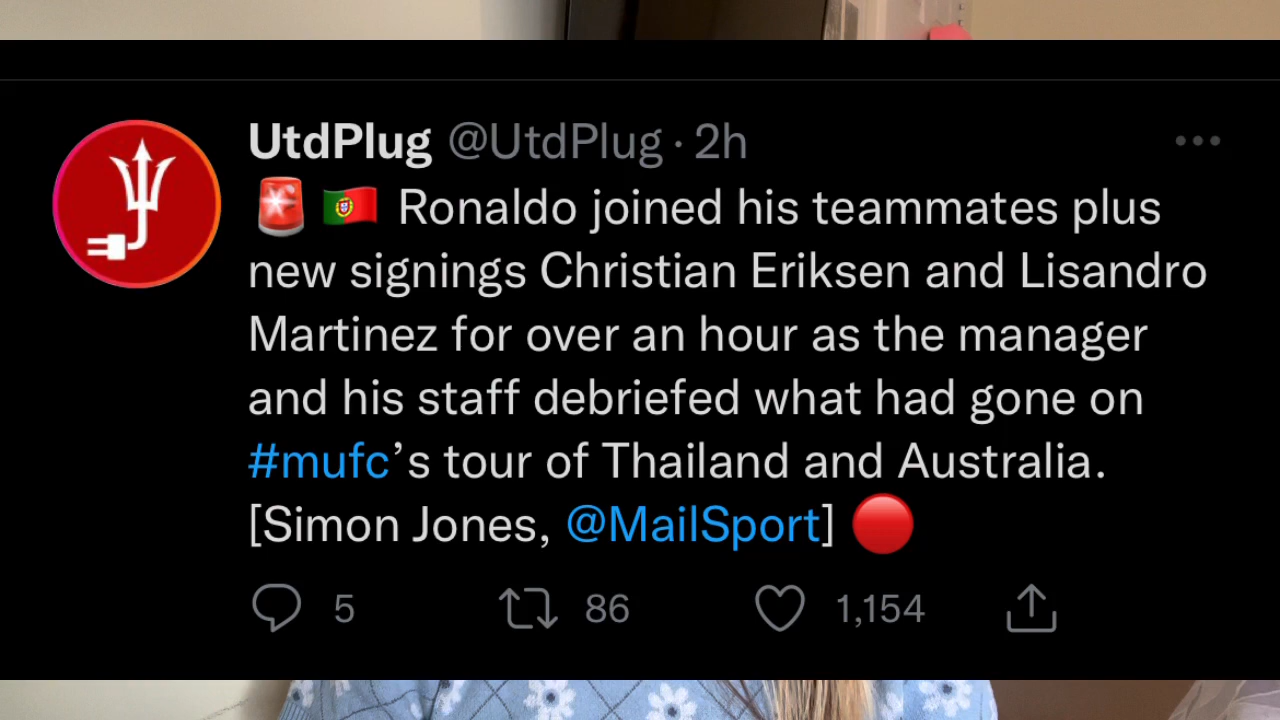 UtdPlug @UtdPlug · 2h
🚨🇵🇹 Ronaldo joined his teammates plus
new signings Christian Eriksen and Lisandro
Martinez for over an hour as the manager
and his staff debriefed what had gone on
#mufc’s tour of Thailand and Australia.
[Simon Jones, @MailSport] 🔴
5 86 1,154